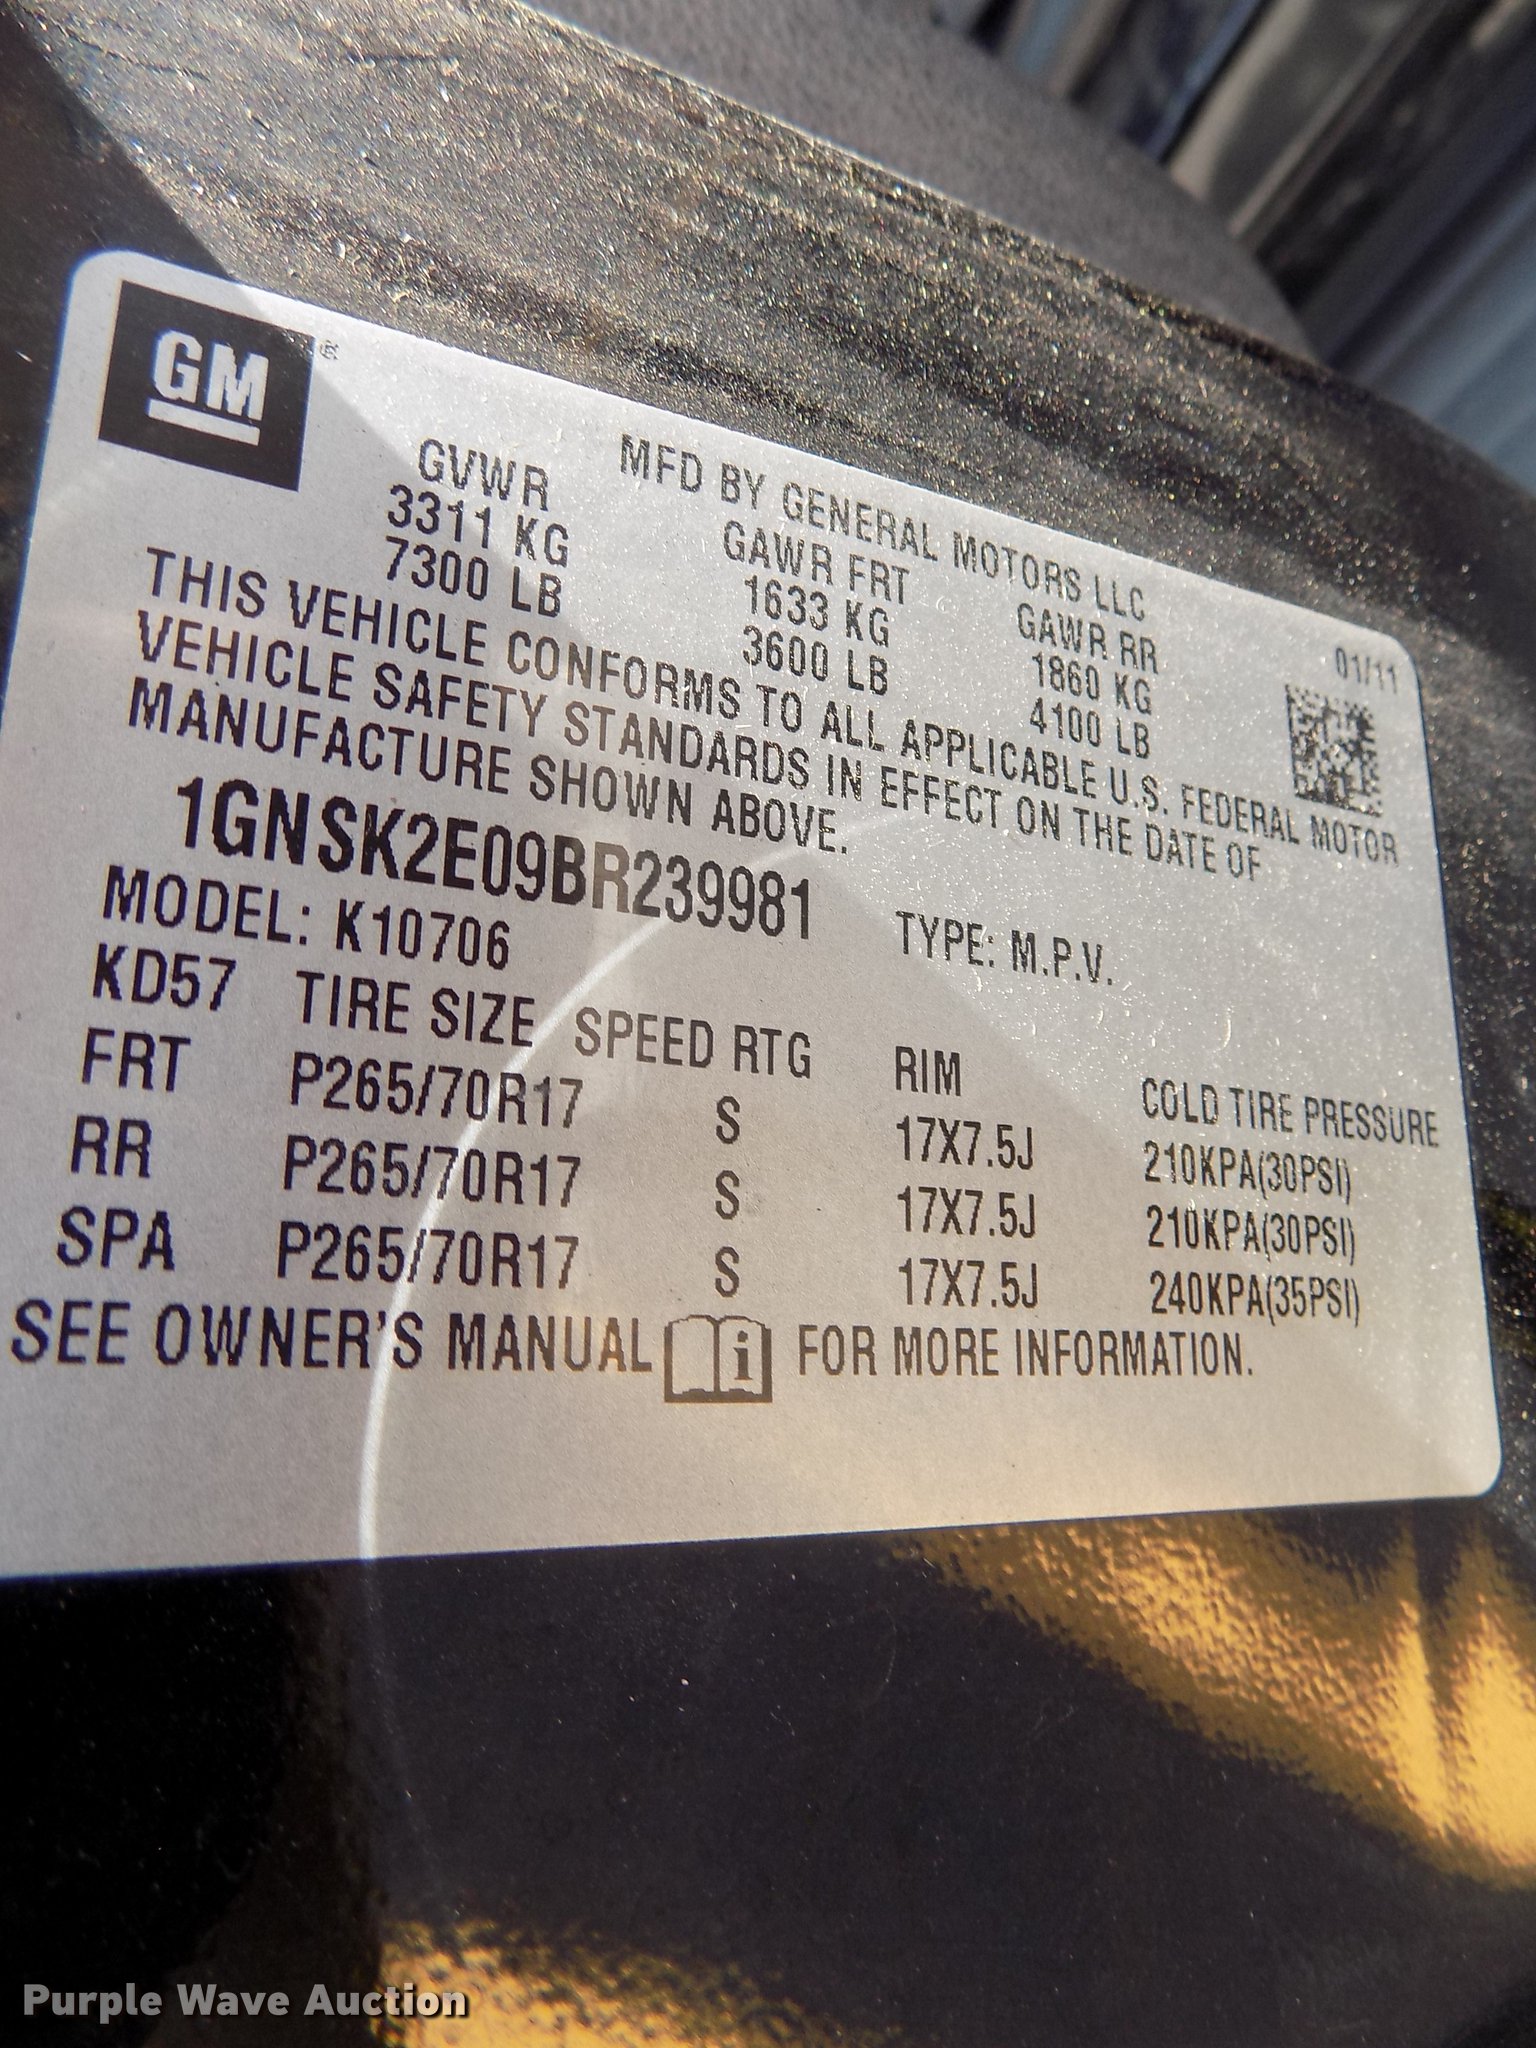 GM ®
MFD BY GENERAL MOTORS LLC 01/11
GVWR GAWR FRT GAWR RR
3311 KG 1633 KG 1860 KG
7300 LB 3600 LB 4100 LB
THIS VEHICLE CONFORMS TO ALL APPLICABLE U.S. FEDERAL MOTOR
VEHICLE SAFETY STANDARDS IN EFFECT ON THE DATE OF
MANUFACTURE SHOWN ABOVE.
1GNSK2E09BR239981 TYPE: M.P.V.
MODEL: K10706
KD57 TIRE SIZE SPEED RTG RIM COLD TIRE PRESSURE
FRT P265/70R17 S 17X7.5J 210KPA(30PSI)
RR P265/70R17 S 17X7.5J 210KPA(30PSI)
SPA P265/70R17 S 17X7.5J 240KPA(35PSI)
SEE OWNER'S MANUAL i FOR MORE INFORMATION.
Purple Wave Auction